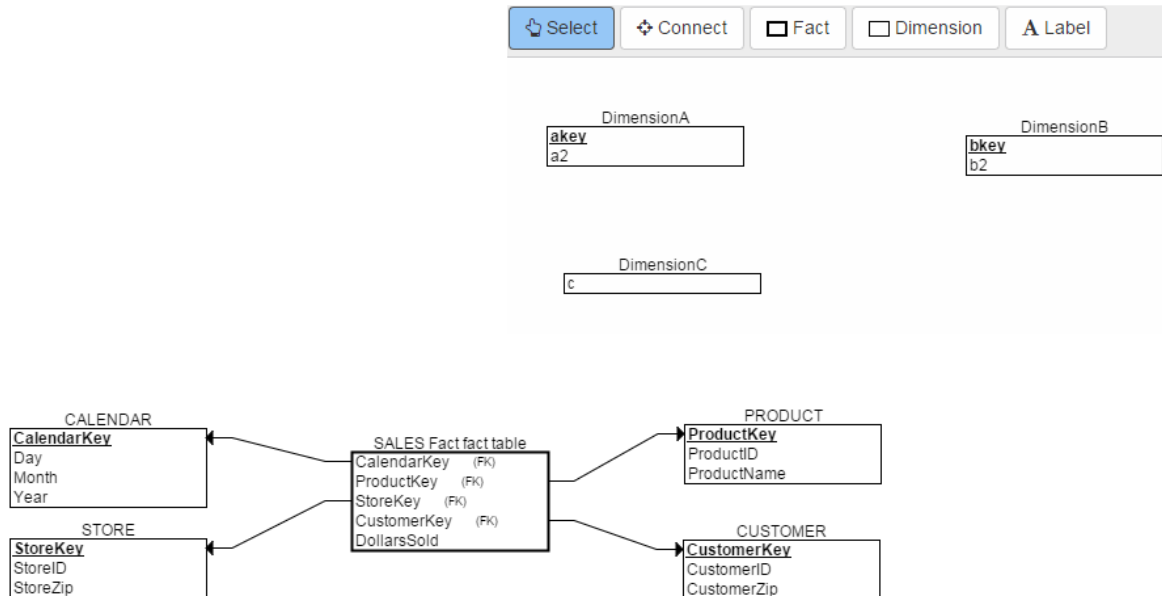 Select Connect Fact Dimension A Label
DimensionA
akey
a2
DimensionB
bkey
b2
DimensionC
c
CALENDAR
CalendarKey
Day
Month
Year
STORE
StoreKey
StoreID
StoreZip
SALES Fact fact table
CalendarKey (FK)
ProductKey (FK)
StoreKey (FK)
CustomerKey (FK)
DollarsSold
PRODUCT
ProductKey
ProductID
ProductName
CUSTOMER
CustomerKey
CustomerID
CustomerZip